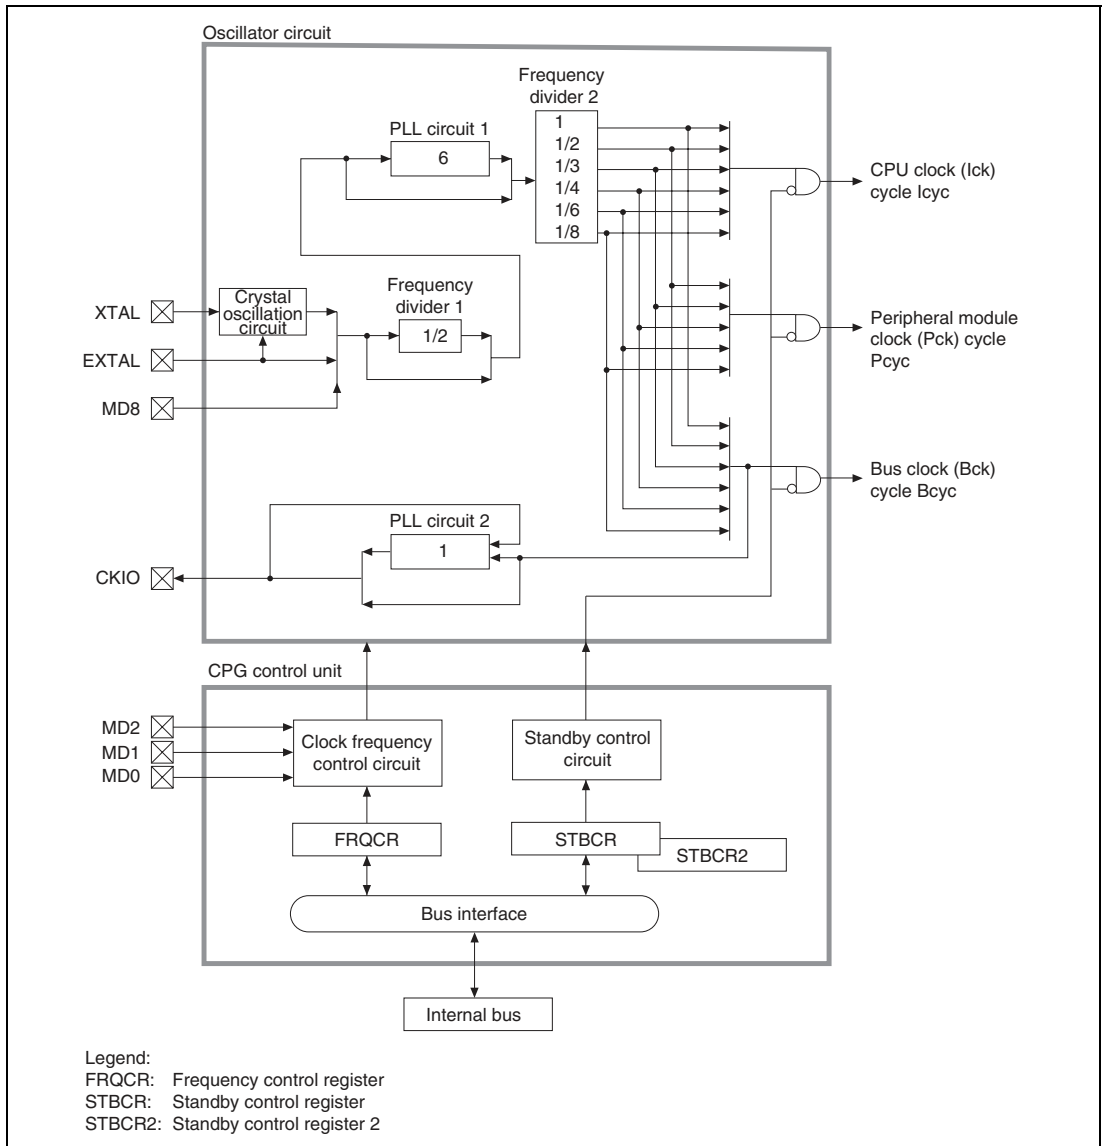 Oscillator circuit
Frequency
divider 2
PLL circuit 1
6
1
1/2
1/3
1/4
1/6
1/8
CPU clock (Ick)
cycle Icyc
XTAL
Crystal
oscillation
circuit
Frequency
divider 1
1/2
EXTAL
MD8
Peripheral module
clock (Pck) cycle
Pcyc
Bus clock (Bck)
cycle Bcyc
PLL circuit 2
1
CKIO
CPG control unit
MD2
MD1
MD0
Clock frequency
control circuit
Standby control
circuit
FRQCR
STBCR
STBCR2
Bus interface
Internal bus
Legend:
FRQCR: Frequency control register
STBCR: Standby control register
STBCR2: Standby control register 2